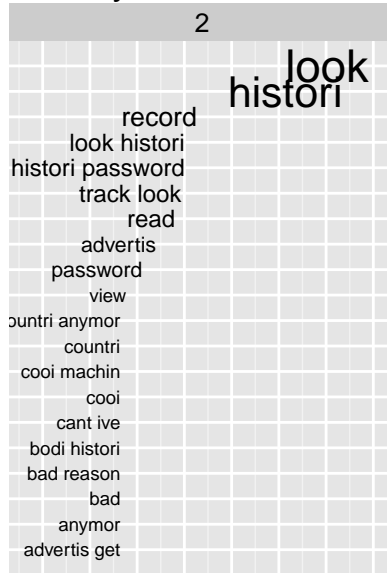 2
look
histori
record
look histori
histori password
track look
read
advertis
password
view
ountri anymor
countri
cooi machin
cooi
cant ive
bodi histori
bad reason
bad
anymor
advertis get